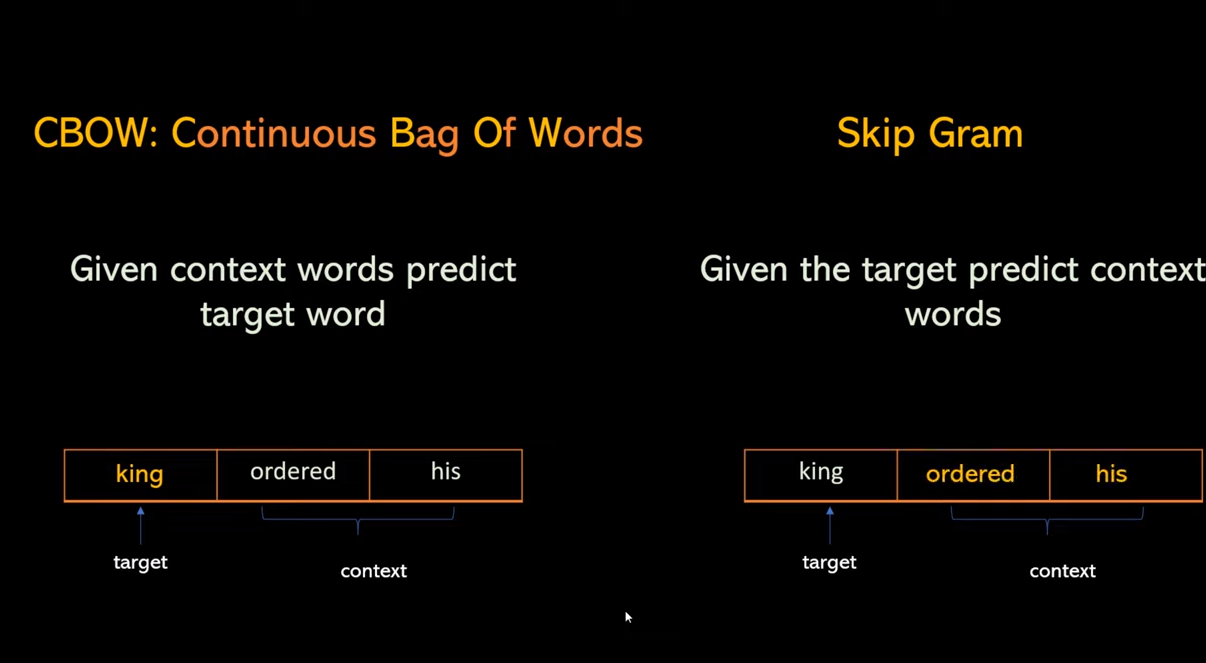 CBOW: Continuous Bag Of Words
Given context words predict
target word
king ordered his
target
context
Skip Gram
Given the target predict context
words
king ordered his
target
context